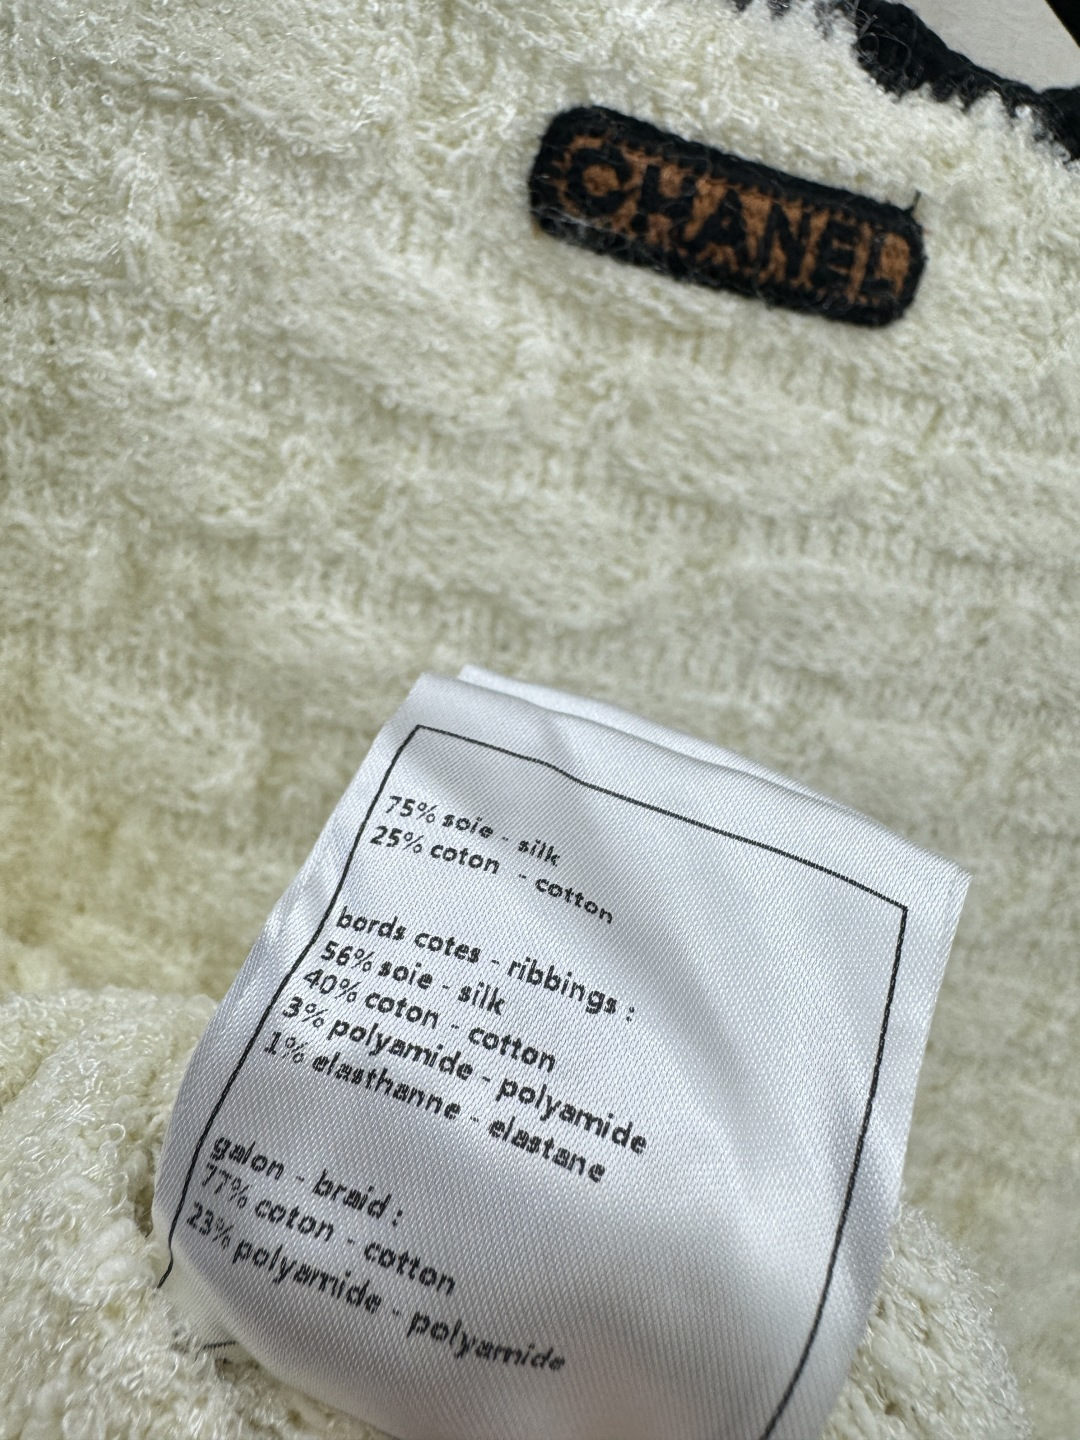 CHANEL
75% soie - silk
25% coton - cotton
bords cotes - ribbings :
56% soie - silk
40% coton - cotton
3% polyamide - polyamide
1% elasthanne - elastane
galon - braid :
77% coton - cotton
23% polyamide - polyamide